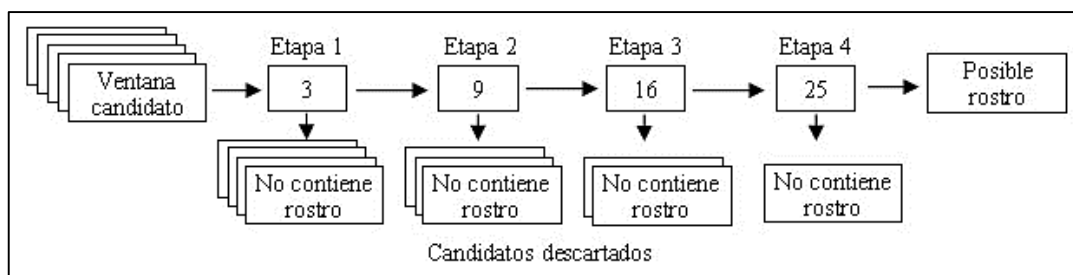 Etapa 1
Etapa 2
Etapa 3
Etapa 4
Ventana
candidato
3
9
16
25
Posible
rostro
No contiene
rostro
No contiene
rostro
No contiene
rostro
No contiene
rostro
Candidatos descartados